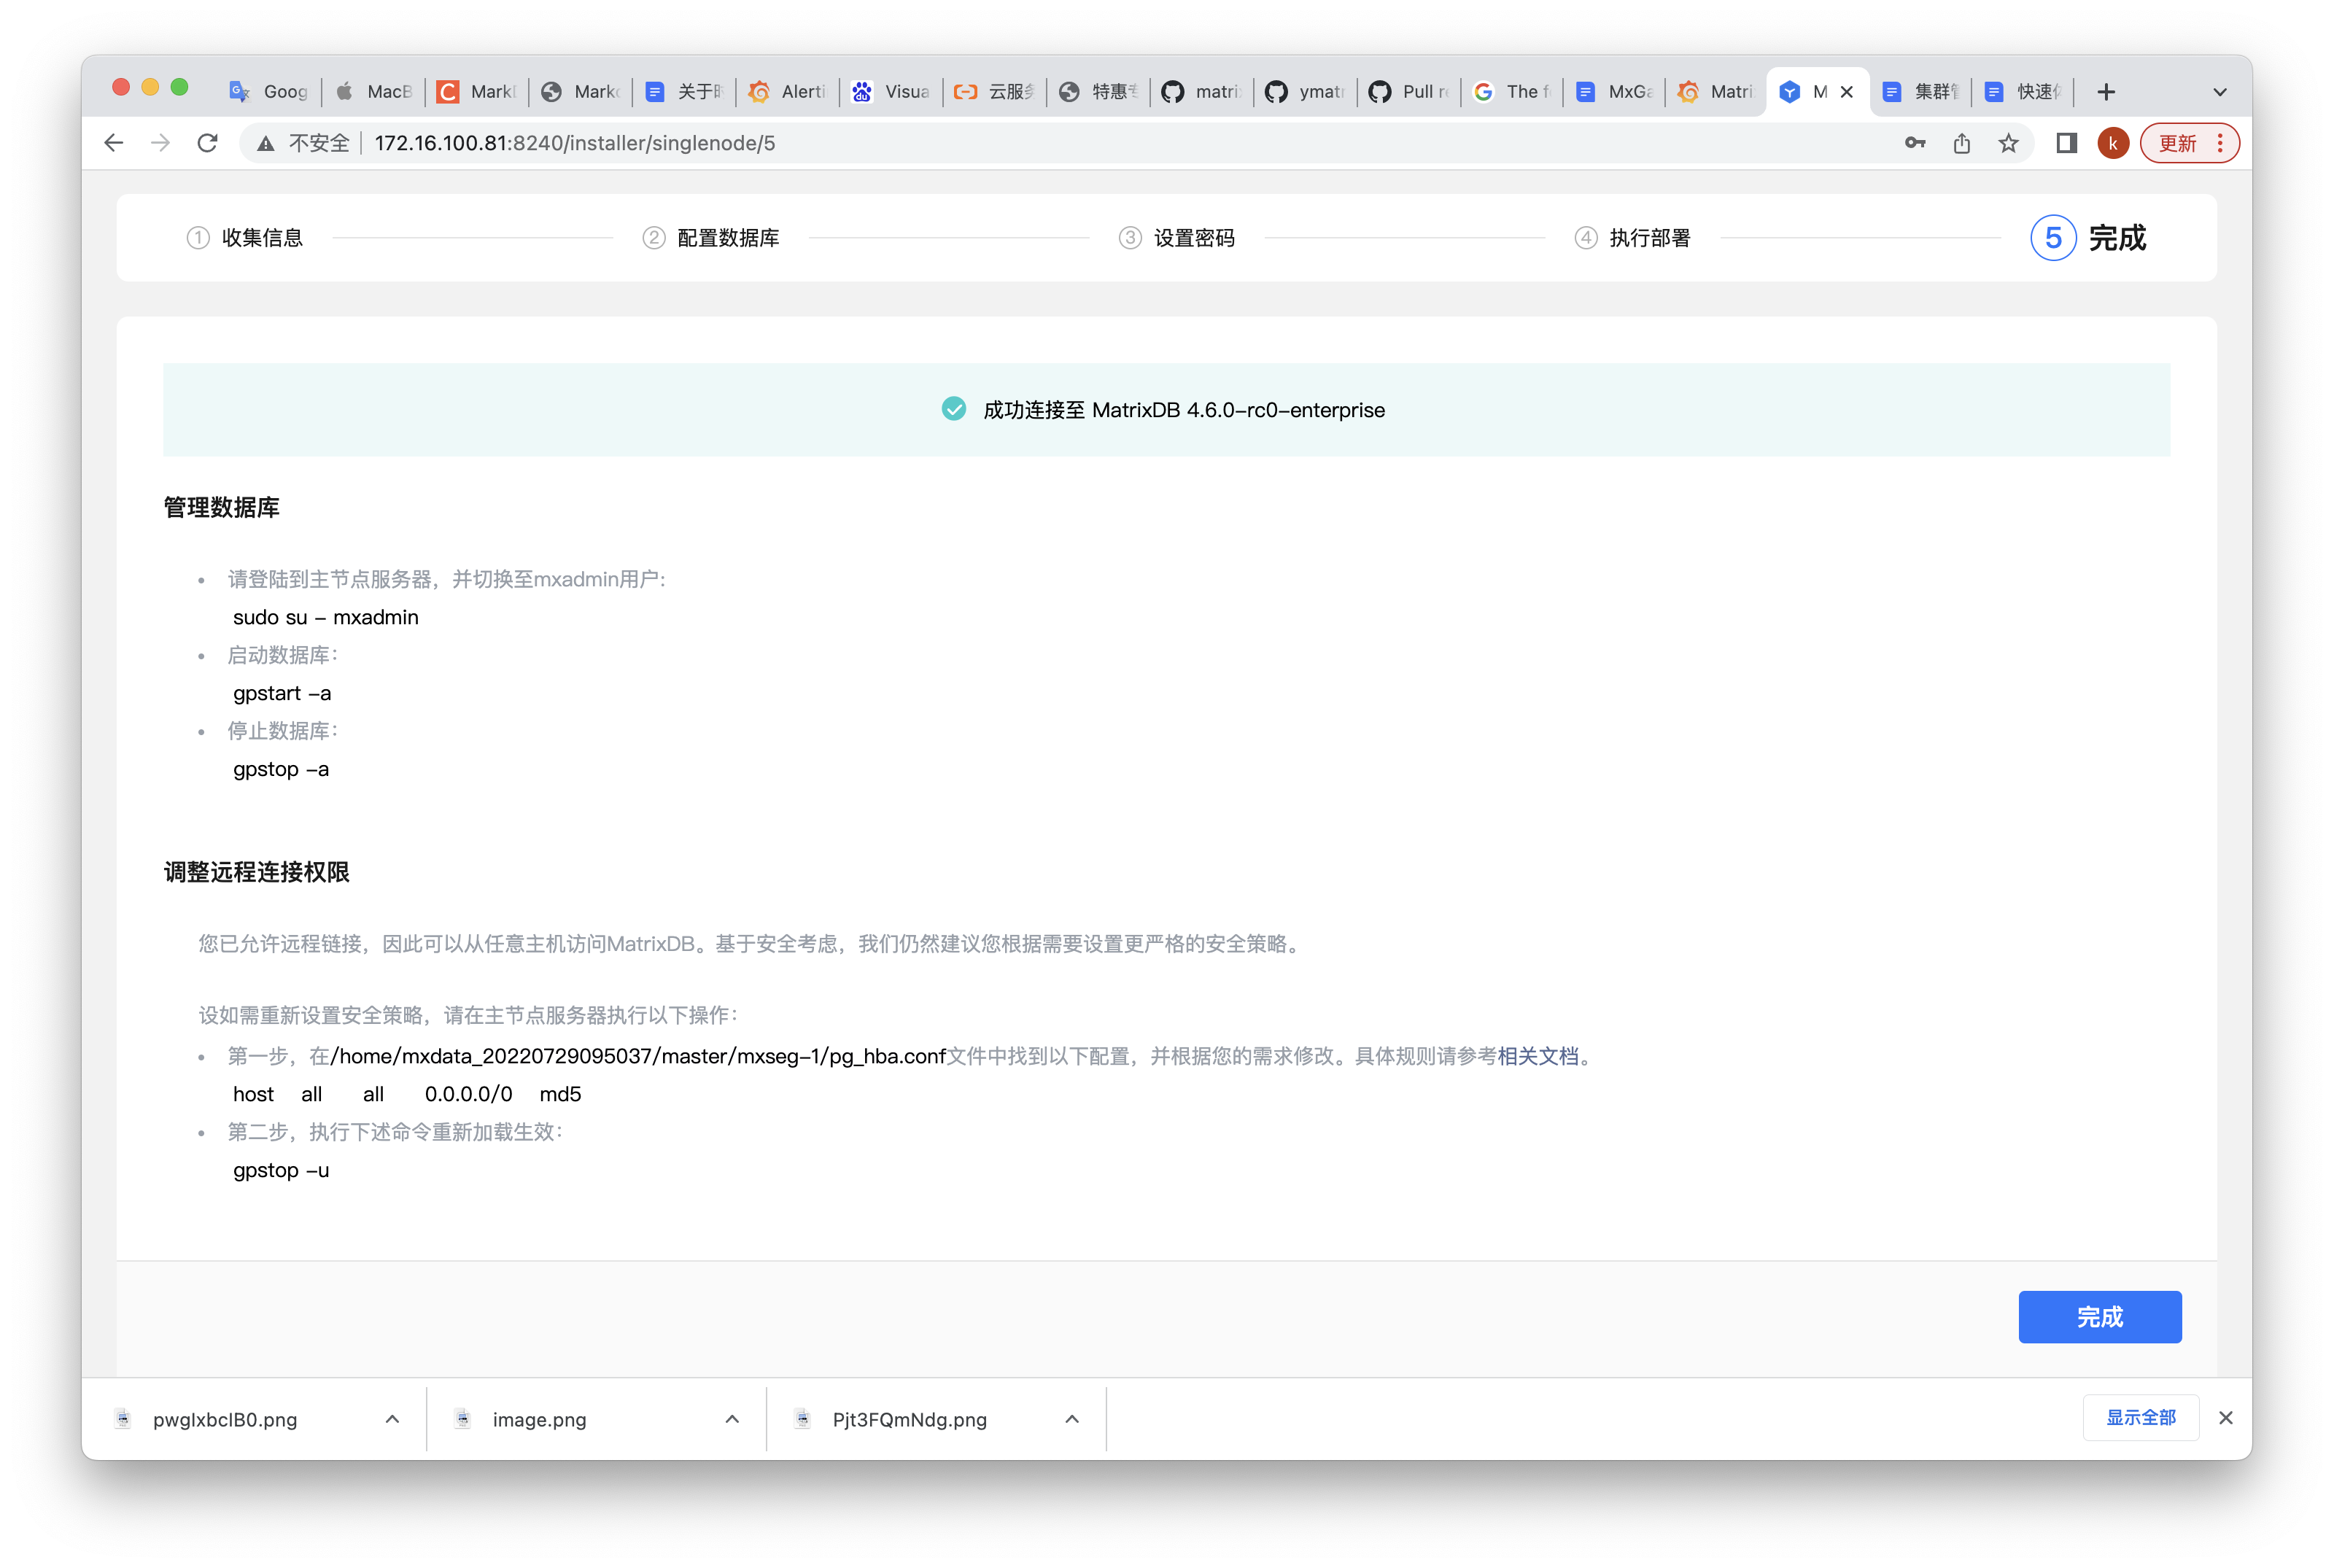 Goog
MacB
Mark
Mark
关于
Alerti
Visua
云服
特惠
matri
ymatr
Pull r
The f
MxGa
Matri
M
集群
快速
不安全 172.16.100.81:8240/installer/singlenode/5
k
更新
1 收集信息
2 配置数据库
3 设置密码
4 执行部署
5 完成
成功连接至 MatrixDB 4.6.0-rc0-enterprise
管理数据库
• 请登陆到主节点服务器，并切换至mxadmin用户:
sudo su - mxadmin
• 启动数据库：
gpstart -a
• 停止数据库：
gpstop -a
调整远程连接权限
您已允许远程链接，因此可以从任意主机访问MatrixDB。基于安全考虑，我们仍然建议您根据需要设置更严格的安全策略。
设如需重新设置安全策略，请在主节点服务器执行以下操作：
• 第一步，在/home/mxdata_20220729095037/master/mxseg-1/pg_hba.conf文件中找到以下配置，并根据您的需求修改。具体规则请参考相关文档。
host all all 0.0.0.0/0 md5
• 第二步，执行下述命令重新加载生效：
gpstop -u
完成
pwgIxbcIB0.png
image.png
Pjt3FQmNdg.png
显示全部